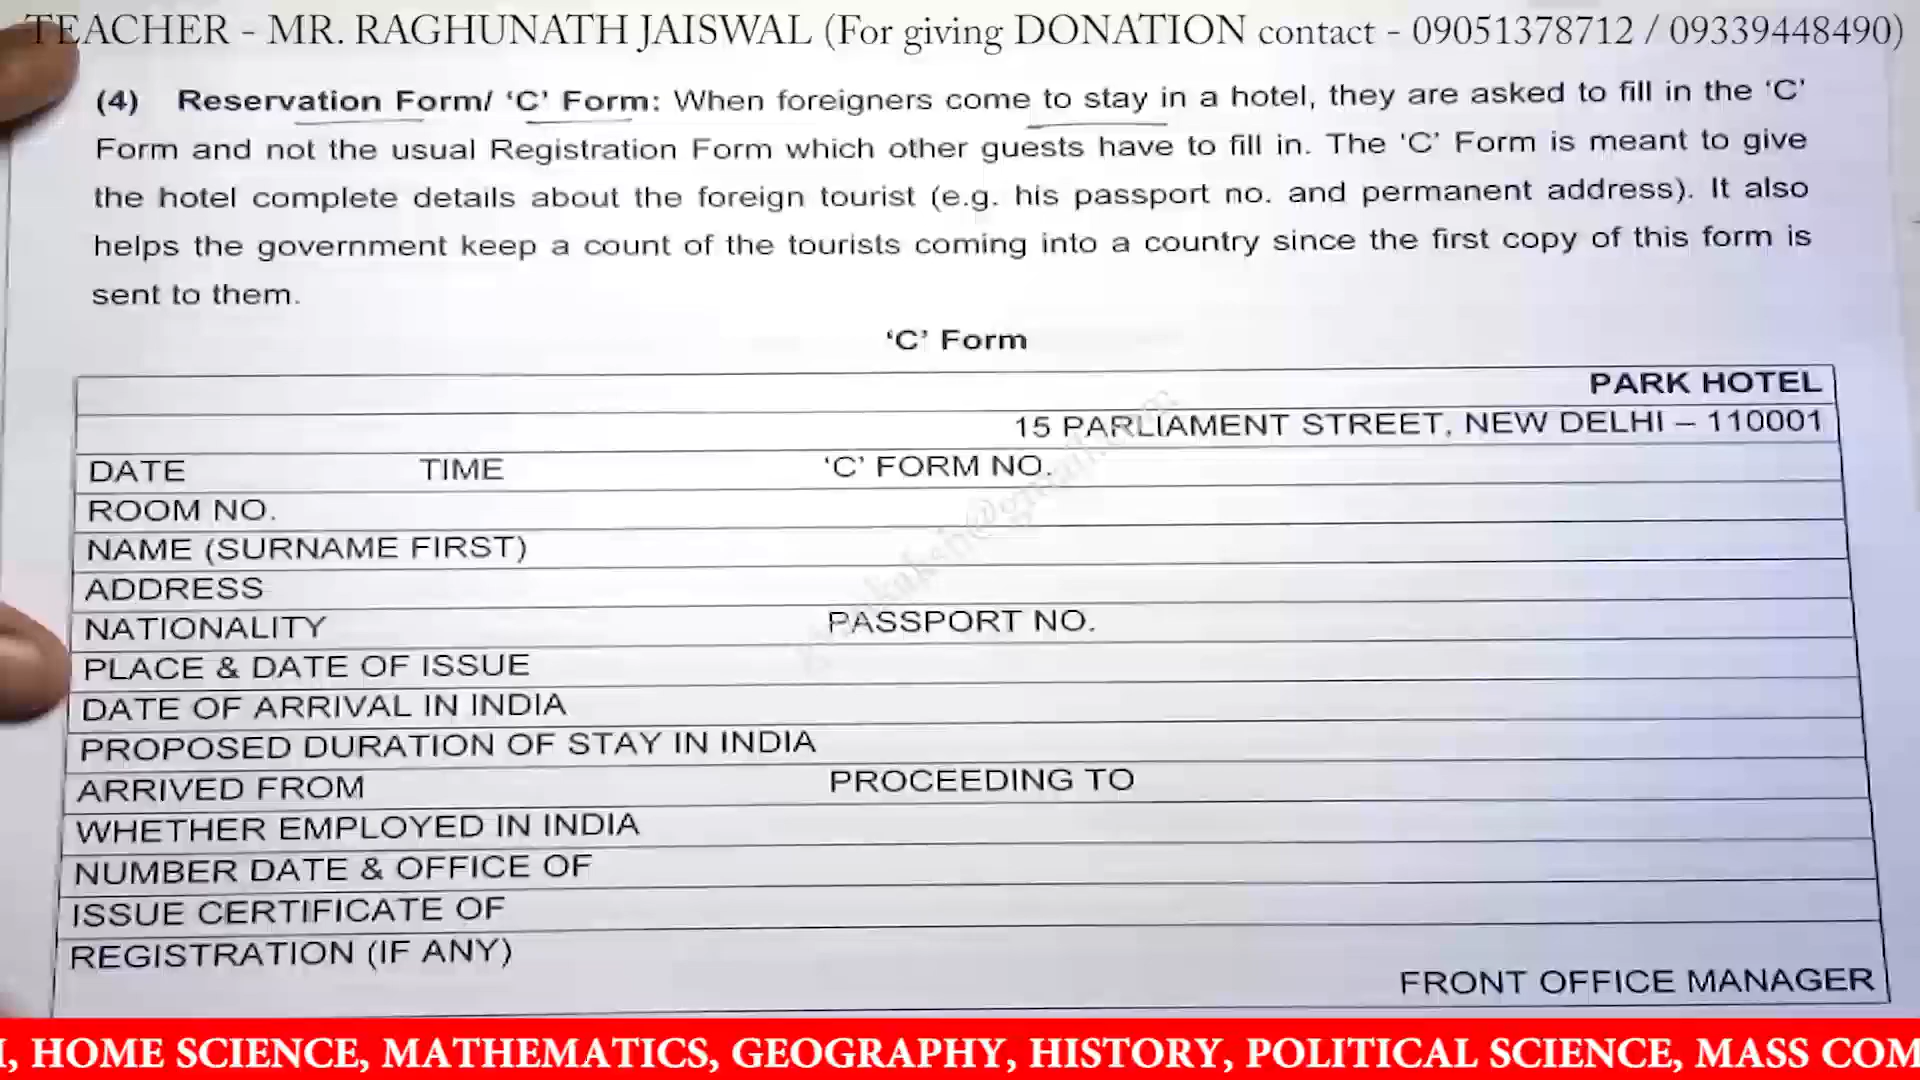 TEACHER - MR. RAGHUNATH JAISWAL (For giving DONATION contact - 09051378712 / 09339448490)
(4) Reservation Form/ ‘C’ Form: When foreigners come to stay in a hotel, they are asked to fill in the ‘C’
Form and not the usual Registration Form which other guests have to fill in. The ‘C’ Form is meant to give
the hotel complete details about the foreign tourist (e.g. his passport no. and permanent address). It also
helps the government keep a count of the tourists coming into a country since the first copy of this form is
sent to them.
‘C’ Form
PARK HOTEL
15 PARLIAMENT STREET, NEW DELHI – 110001
DATE TIME ‘C’ FORM NO.
ROOM NO.
NAME (SURNAME FIRST)
ADDRESS
NATIONALITY PASSPORT NO.
PLACE & DATE OF ISSUE
DATE OF ARRIVAL IN INDIA
PROPOSED DURATION OF STAY IN INDIA
ARRIVED FROM PROCEEDING TO
WHETHER EMPLOYED IN INDIA
NUMBER DATE & OFFICE OF
ISSUE CERTIFICATE OF
REGISTRATION (IF ANY)
FRONT OFFICE MANAGER
, HOME SCIENCE, MATHEMATICS, GEOGRAPHY, HISTORY, POLITICAL SCIENCE, MASS COM